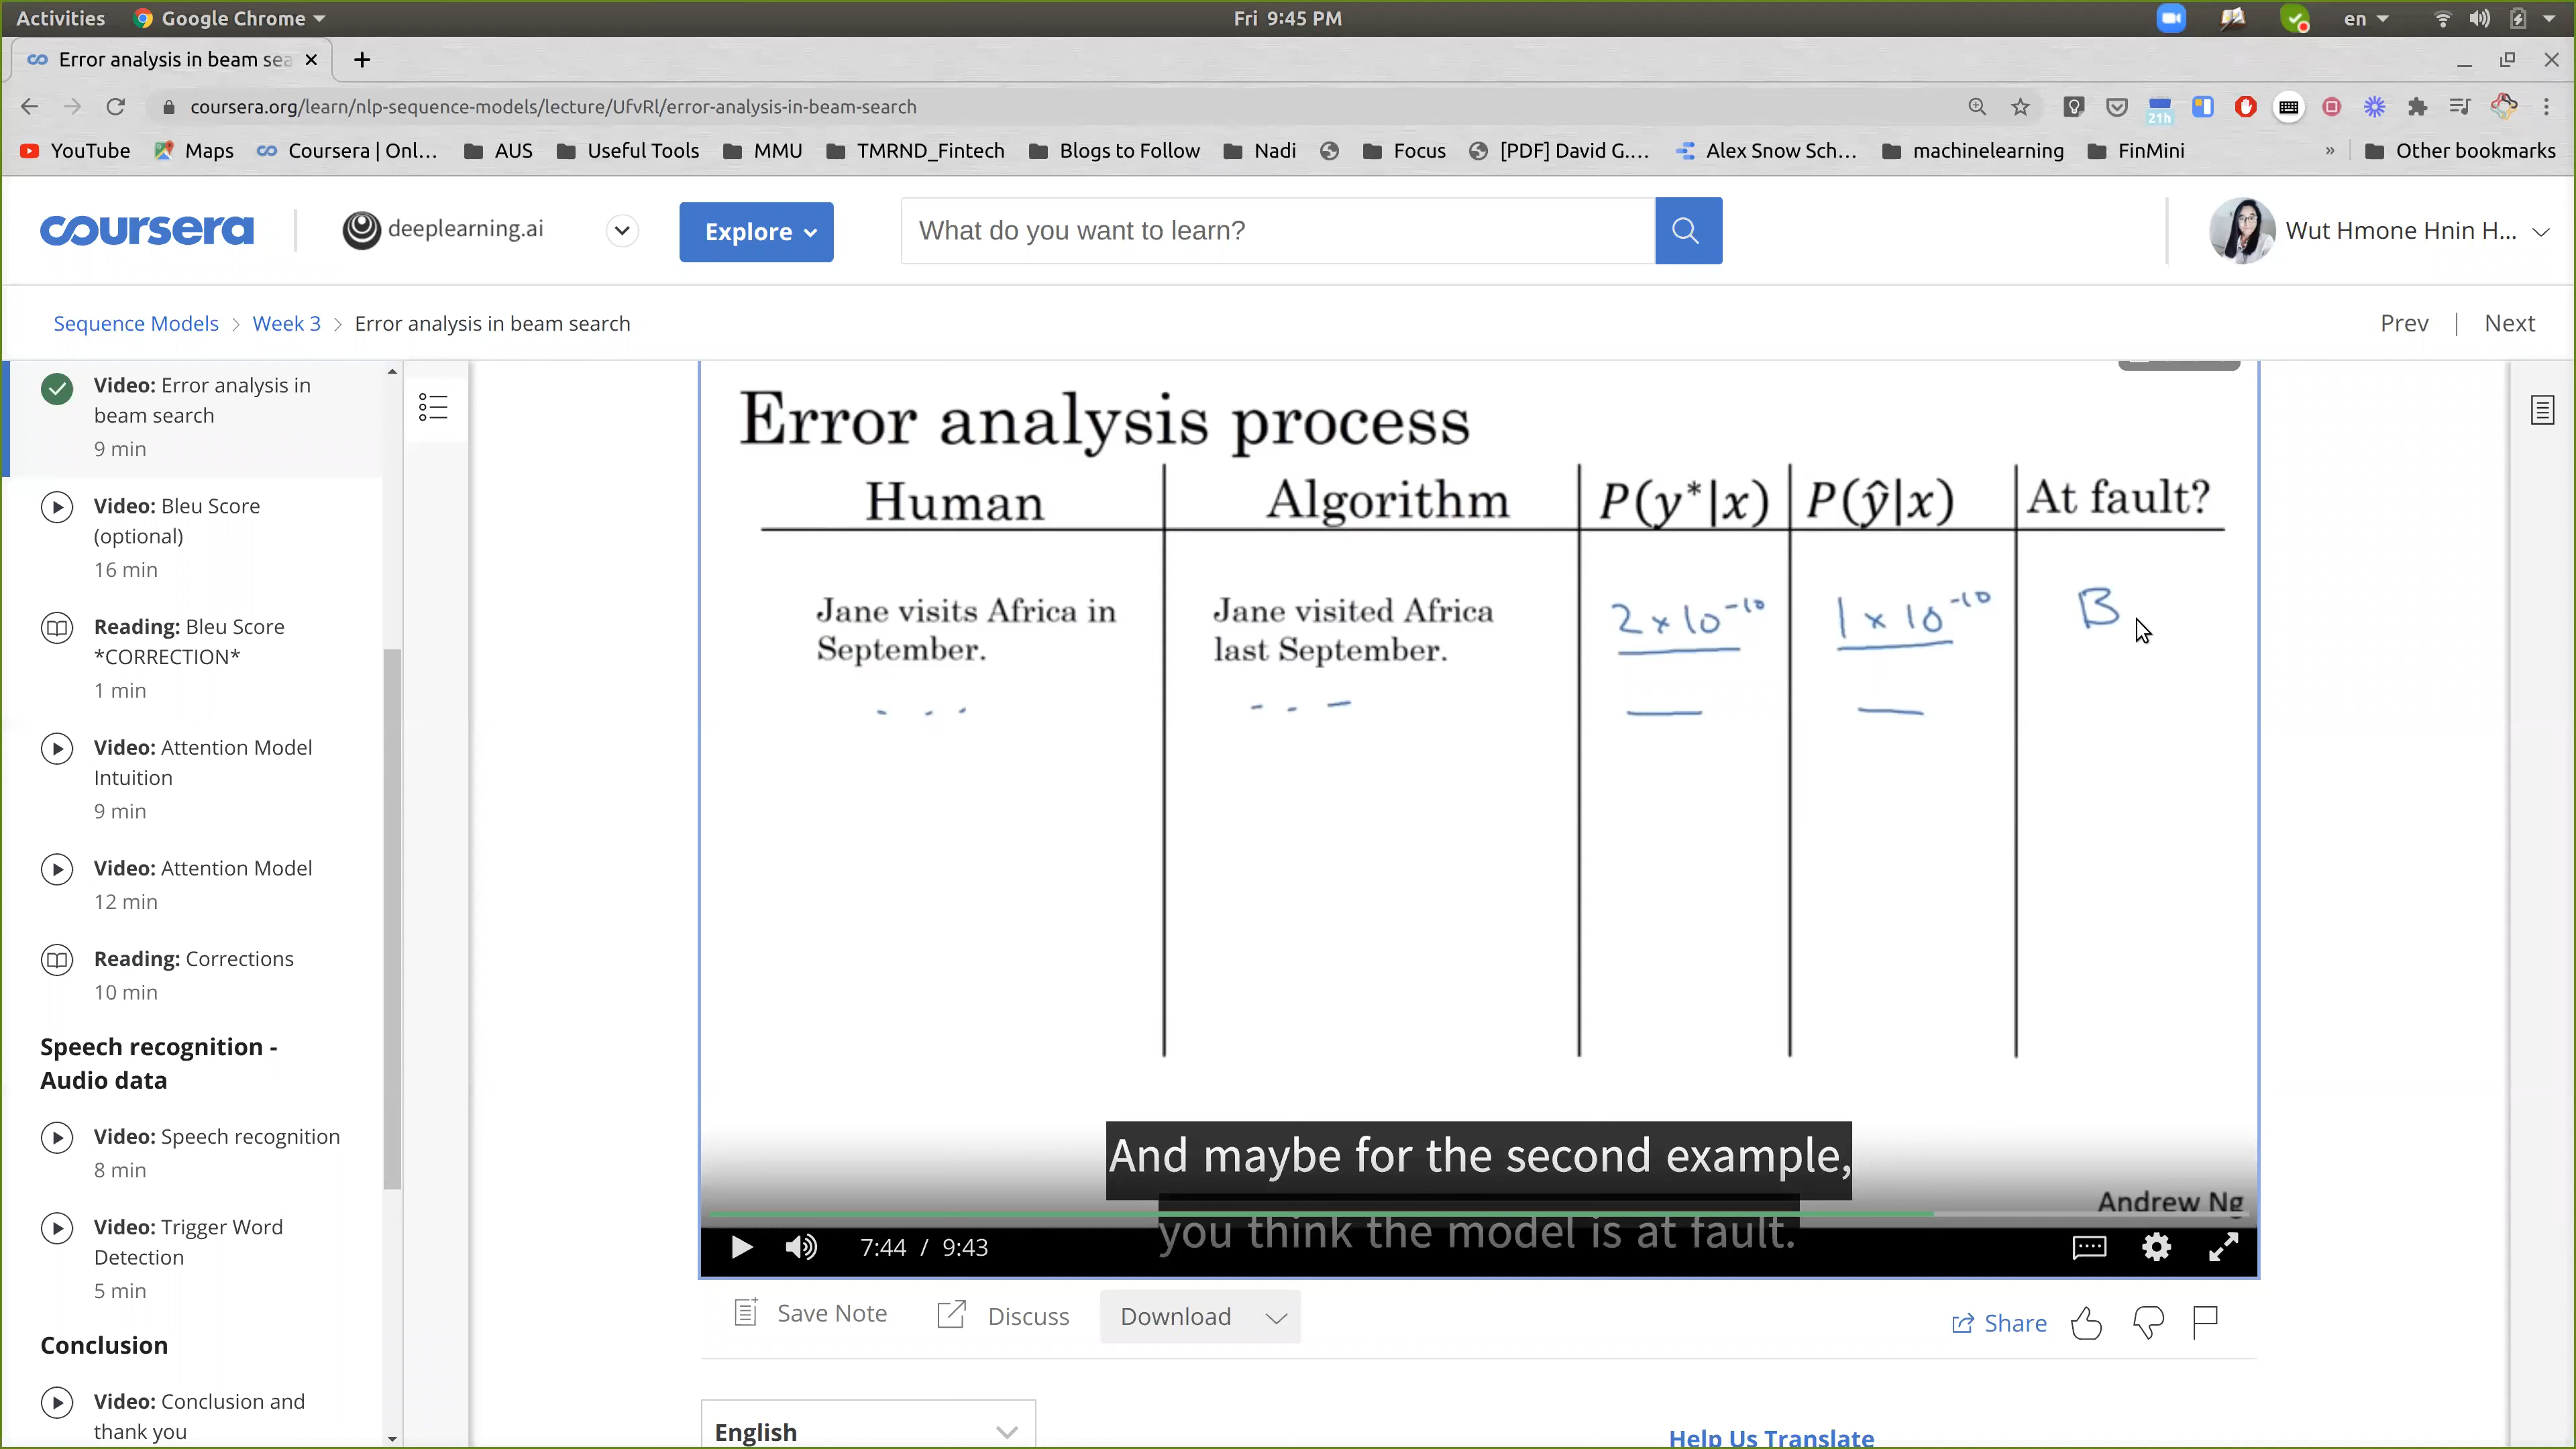 Activities
Google Chrome
Fri 9:45 PM
en
Error analysis in beam sea
coursera.org/learn/nlp-sequence-models/lecture/UfvRl/error-analysis-in-beam-search
21h
YouTube
Maps
Coursera | Onl...
AUS
Useful Tools
MMU
TMRND_Fintech
Blogs to Follow
Nadi
Focus
[PDF] David G....
Alex Snow Sch...
machinelearning
FinMini
»
Other bookmarks
coursera
deeplearning.ai
Explore
What do you want to learn?
Wut Hmone Hnin H...
Sequence Models > Week 3 > Error analysis in beam search
Prev | Next
Video: Error analysis in
beam search
9 min
Video: Bleu Score
(optional)
16 min
Reading: Bleu Score
*CORRECTION*
1 min
Video: Attention Model
Intuition
9 min
Video: Attention Model
12 min
Reading: Corrections
10 min
Speech recognition -
Audio data
Video: Speech recognition
8 min
Video: Trigger Word
Detection
5 min
Conclusion
Video: Conclusion and
thank you
Error analysis process
Human
Algorithm
P(y*|x)
P(ŷ|x)
At fault?
Jane visits Africa in
September.
Jane visited Africa
last September.
2 x 10⁻¹⁰
1 x 10⁻¹⁰
B
And maybe for the second example,
you think the model is at fault.
Andrew Ng
7:44 / 9:43
Save Note
Discuss
Download
Share
English
Help Us Translate